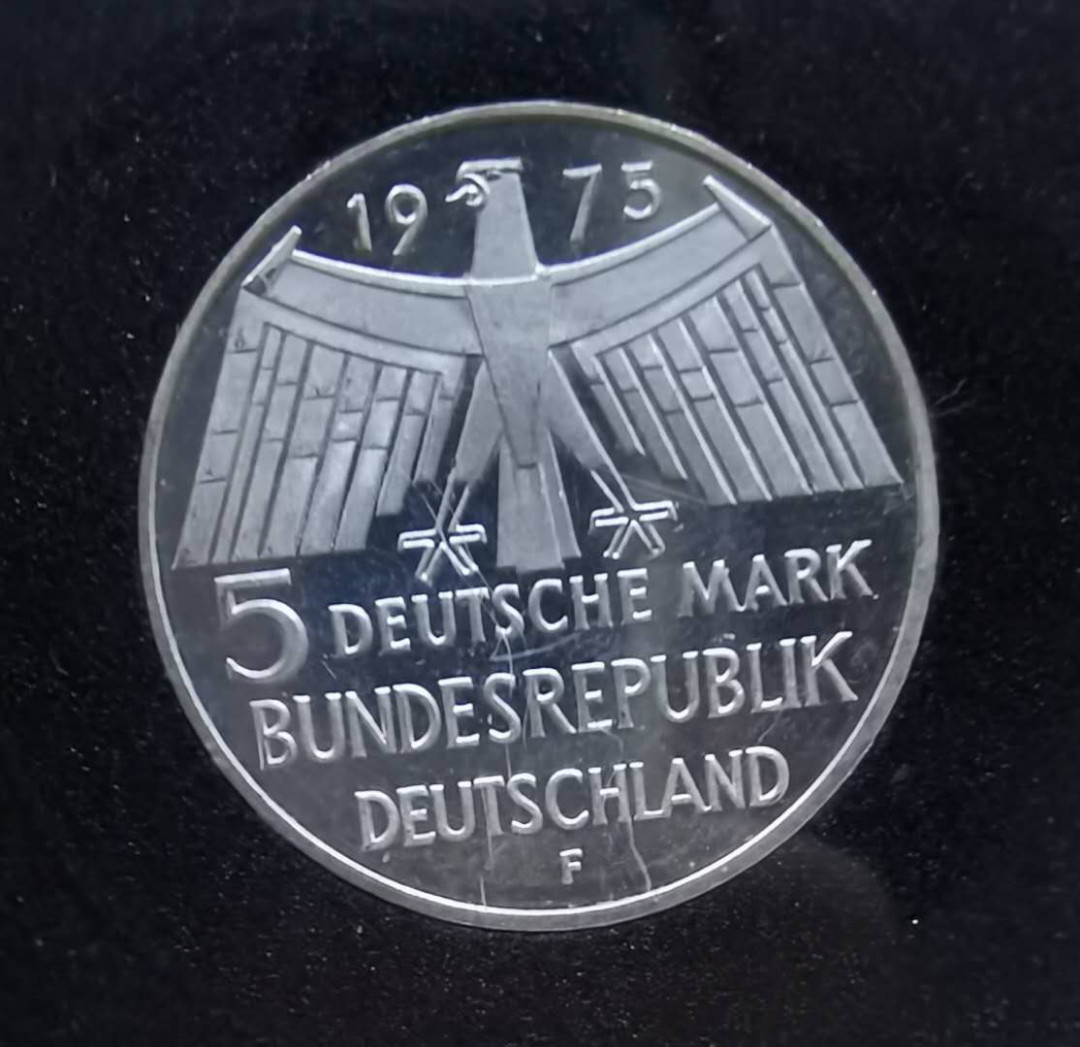 1975
5 DEUTSCHE MARK
BUNDESREPUBLIK
DEUTSCHLAND
F